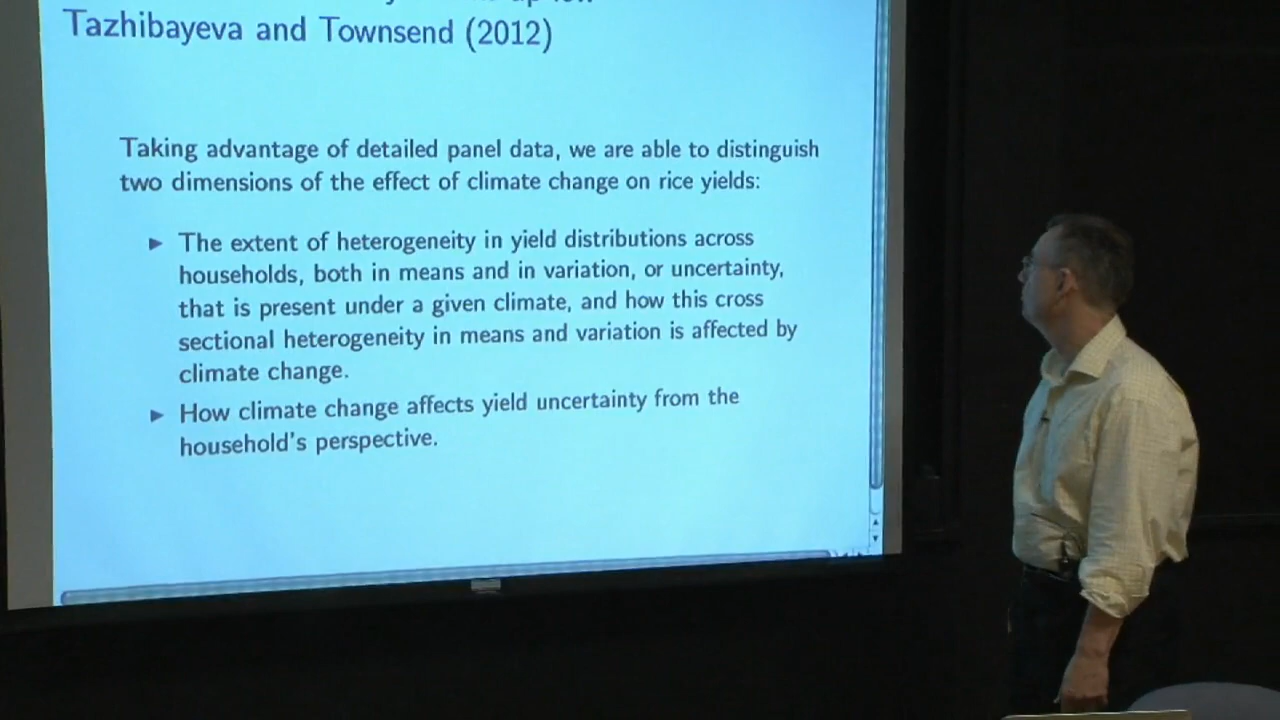 Tazhibayeva and Townsend (2012)
Taking advantage of detailed panel data, we are able to distinguish
two dimensions of the effect of climate change on rice yields:
▶ The extent of heterogeneity in yield distributions across
households, both in means and in variation, or uncertainty,
that is present under a given climate, and how this cross
sectional heterogeneity in means and variation is affected by
climate change.
▶ How climate change affects yield uncertainty from the
household's perspective.